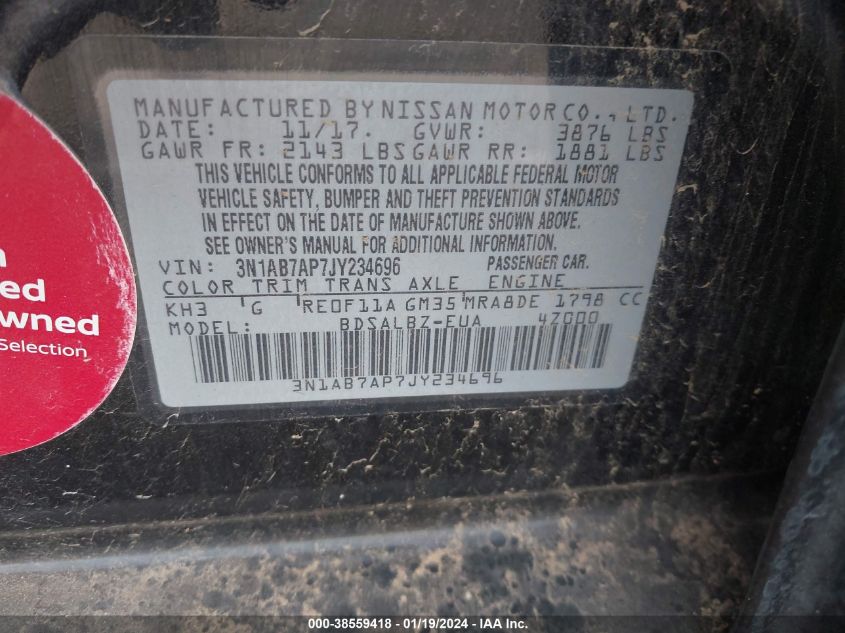 MANUFACTURED BY NISSAN MOTOR CO., LTD.
DATE: 11/17. GVWR: 3876 LBS
GAWR FR: 2143 LBS GAWR RR: 1881 LBS
THIS VEHICLE CONFORMS TO ALL APPLICABLE FEDERAL MOTOR
VEHICLE SAFETY, BUMPER AND THEFT PREVENTION STANDARDS
IN EFFECT ON THE DATE OF MANUFACTURE SHOWN ABOVE.
SEE OWNER'S MANUAL FOR ADDITIONAL INFORMATION.
VIN: 3N1AB7AP7JY234696 PASSENGER CAR.
COLOR TRIM TRANS AXLE ENGINE
KH3 G RE0F11A GM35 MRA8DE 1798 CC
MODEL: BDSALBZ-EUA 4Z000
3N1AB7AP7JY234696
wned
Selection
000-38559418 - 01/19/2024 - IAA Inc.